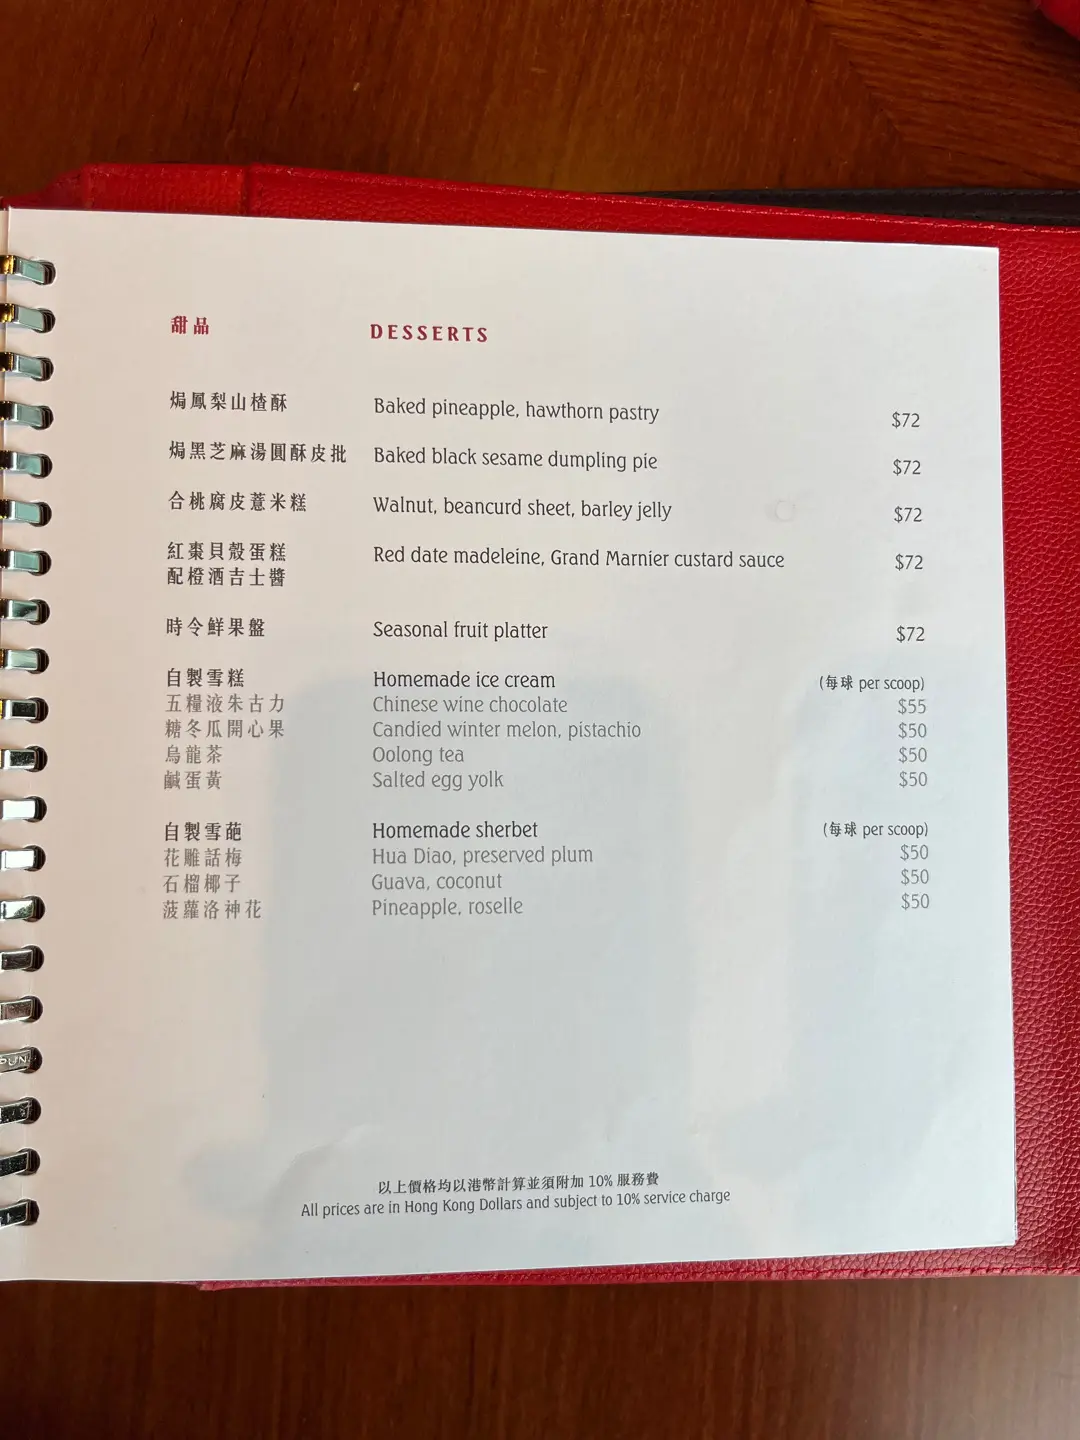 甜品 DESSERTS
焗鳳梨山楂酥 Baked pineapple, hawthorn pastry $72
焗黑芝麻湯圓酥皮批 Baked black sesame dumpling pie $72
合桃腐皮薏米糕 Walnut, beancurd sheet, barley jelly $72
紅棗貝殼蛋糕 Red date madeleine, Grand Marnier custard sauce $72
配橙酒吉士醬
時令鮮果盤 Seasonal fruit platter $72
自製雪糕 Homemade ice cream (每球 per scoop)
五糧液朱古力 Chinese wine chocolate $55
糖冬瓜開心果 Candied winter melon, pistachio $50
烏龍茶 Oolong tea $50
鹹蛋黃 Salted egg yolk $50
自製雪葩 Homemade sherbet (每球 per scoop)
花雕話梅 Hua Diao, preserved plum $50
石榴椰子 Guava, coconut $50
菠蘿洛神花 Pineapple, roselle $50
以上價格均以港幣計算並須附加 10% 服務費
All prices are in Hong Kong Dollars and subject to 10% service charge